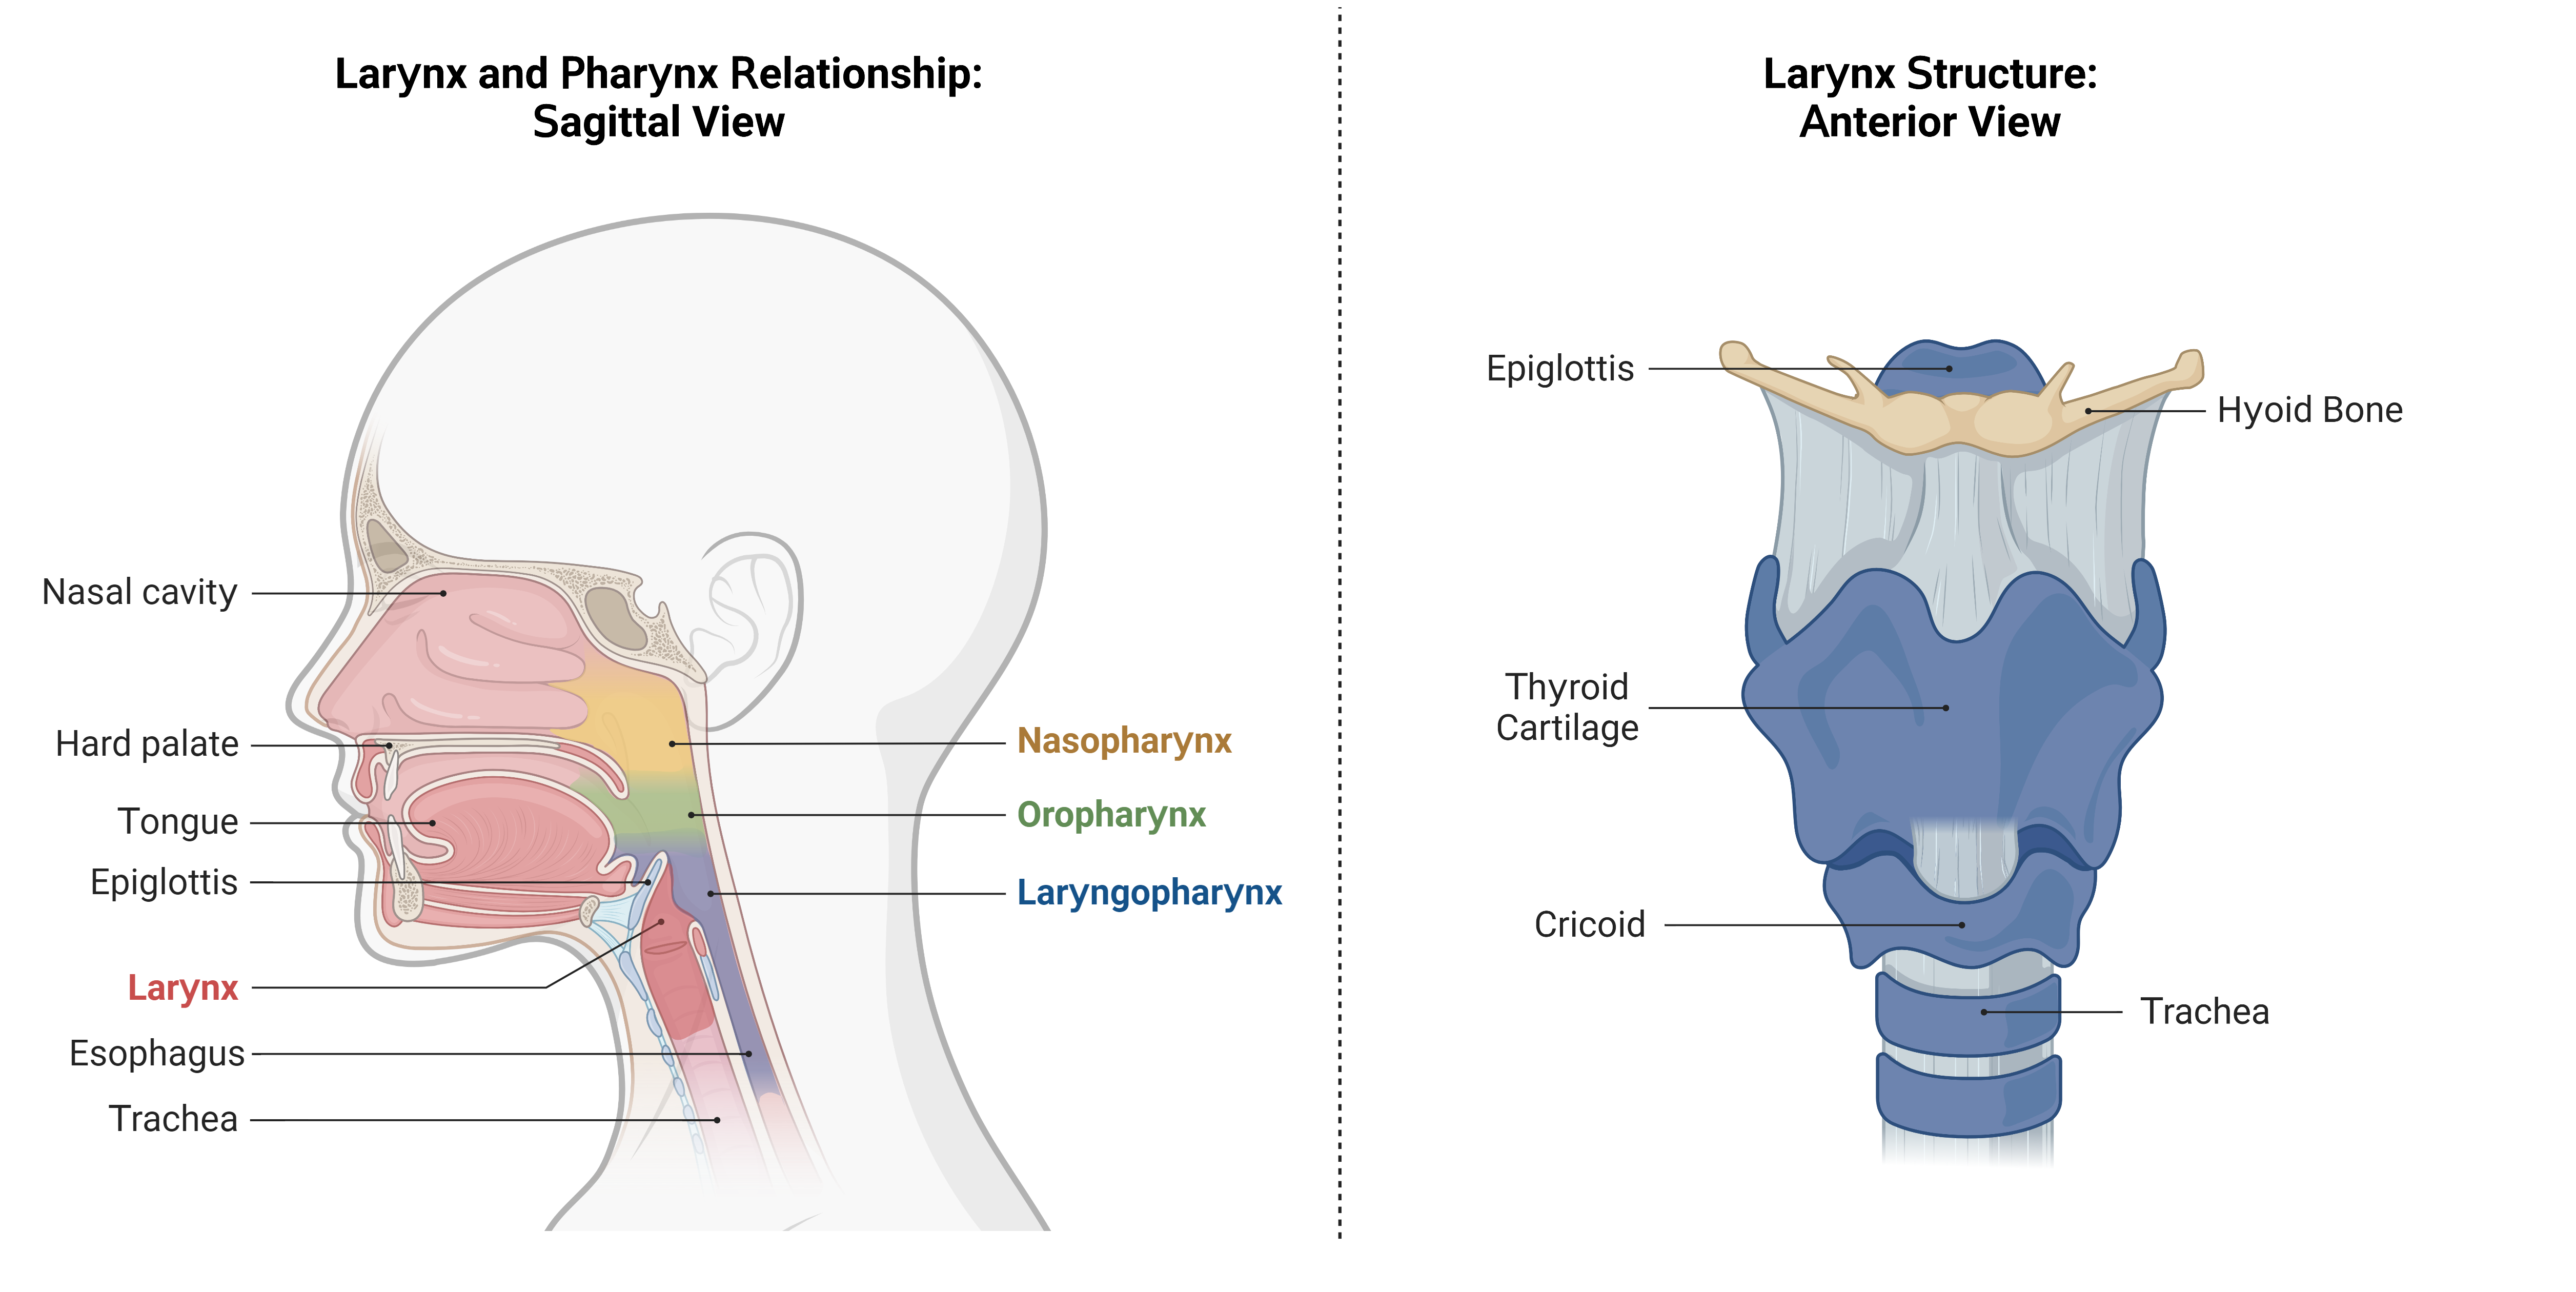 Larynx and Pharynx Relationship:
Sagittal View
Nasal cavity
Hard palate
Tongue
Epiglottis
Larynx
Esophagus
Trachea
Nasopharynx
Oropharynx
Laryngopharynx
Larynx Structure:
Anterior View
Epiglottis
Hyoid Bone
Thyroid
Cartilage
Cricoid
Trachea